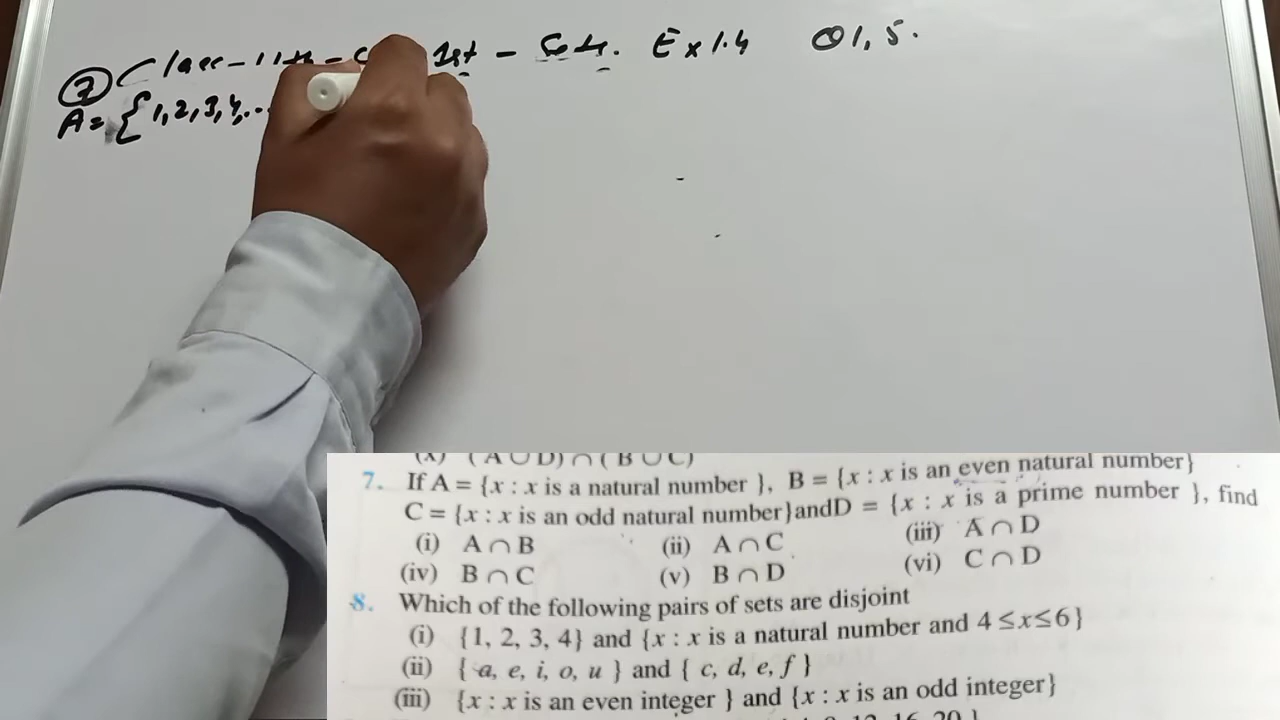 Class-11th - 1st - Sets. Ex 1.4 Q1, 5.
7
A = {1, 2, 3, 4, ...
(x) (A ∪ D) ∩ (B ∪ C)
7. If A = {x : x is a natural number }, B = {x : x is an even natural number}
C = {x : x is an odd natural number}andD = {x : x is a prime number }, find
(i) A ∩ B (ii) A ∩ C (iii) A ∩ D
(iv) B ∩ C (v) B ∩ D (vi) C ∩ D
8. Which of the following pairs of sets are disjoint
(i) {1, 2, 3, 4} and {x : x is a natural number and 4 ≤ x ≤ 6}
(ii) { a, e, i, o, u } and { c, d, e, f }
(iii) {x : x is an even integer } and {x : x is an odd integer}